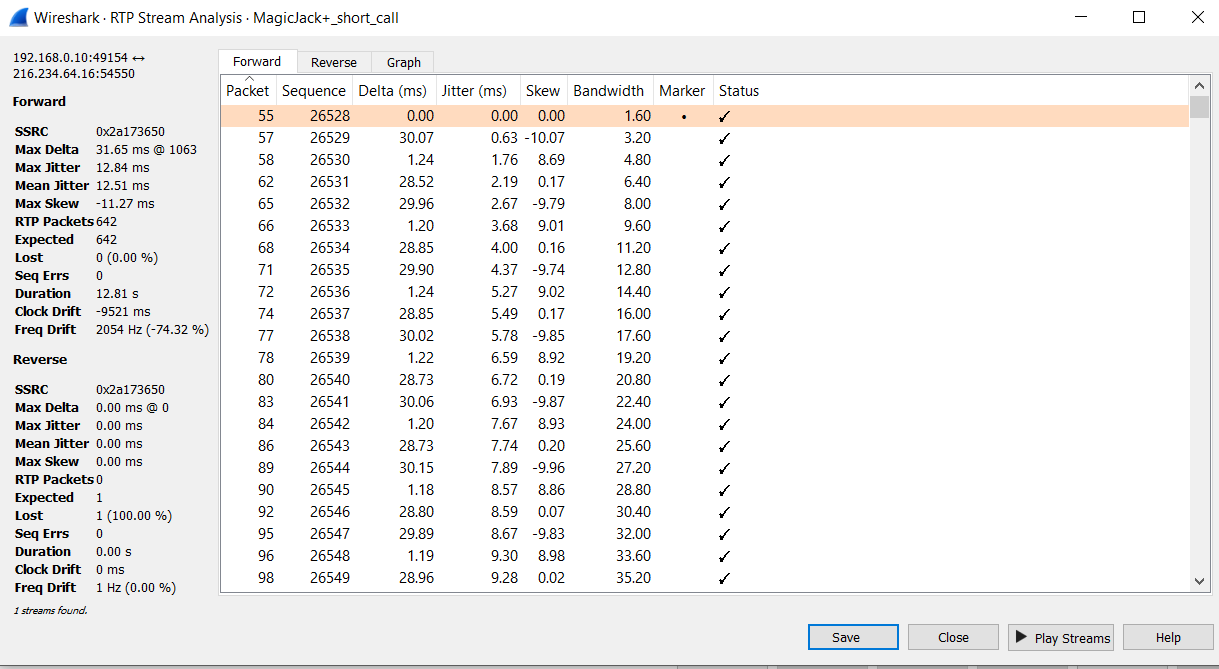 Wireshark · RTP Stream Analysis · MagicJack+_short_call
192.168.0.10:49154 ↔
216.234.64.16:54550
Forward
SSRC 0x2a173650
Max Delta 31.65 ms @ 1063
Max Jitter 12.84 ms
Mean Jitter 12.51 ms
Max Skew -11.27 ms
RTP Packets 642
Expected 642
Lost 0 (0.00 %)
Seq Errs 0
Duration 12.81 s
Clock Drift -9521 ms
Freq Drift 2054 Hz (-74.32 %)
Reverse
SSRC 0x2a173650
Max Delta 0.00 ms @ 0
Max Jitter 0.00 ms
Mean Jitter 0.00 ms
Max Skew 0.00 ms
RTP Packets 0
Expected 1
Lost 1 (100.00 %)
Seq Errs 0
Duration 0.00 s
Clock Drift 0 ms
Freq Drift 1 Hz (0.00 %)
1 streams found.
Forward Reverse Graph
Packet Sequence Delta (ms) Jitter (ms) Skew Bandwidth Marker Status
55 26528 0.00 0.00 0.00 1.60 • ✓
57 26529 30.07 0.63 -10.07 3.20 ✓
58 26530 1.24 1.76 8.69 4.80 ✓
62 26531 28.52 2.19 0.17 6.40 ✓
65 26532 29.96 2.67 -9.79 8.00 ✓
66 26533 1.20 3.68 9.01 9.60 ✓
68 26534 28.85 4.00 0.16 11.20 ✓
71 26535 29.90 4.37 -9.74 12.80 ✓
72 26536 1.24 5.27 9.02 14.40 ✓
74 26537 28.85 5.49 0.17 16.00 ✓
77 26538 30.02 5.78 -9.85 17.60 ✓
78 26539 1.22 6.59 8.92 19.20 ✓
80 26540 28.73 6.72 0.19 20.80 ✓
83 26541 30.06 6.93 -9.87 22.40 ✓
84 26542 1.20 7.67 8.93 24.00 ✓
86 26543 28.73 7.74 0.20 25.60 ✓
89 26544 30.15 7.89 -9.96 27.20 ✓
90 26545 1.18 8.57 8.86 28.80 ✓
92 26546 28.80 8.59 0.07 30.40 ✓
95 26547 29.89 8.67 -9.83 32.00 ✓
96 26548 1.19 9.30 8.98 33.60 ✓
98 26549 28.96 9.28 0.02 35.20 ✓
Save Close Play Streams Help